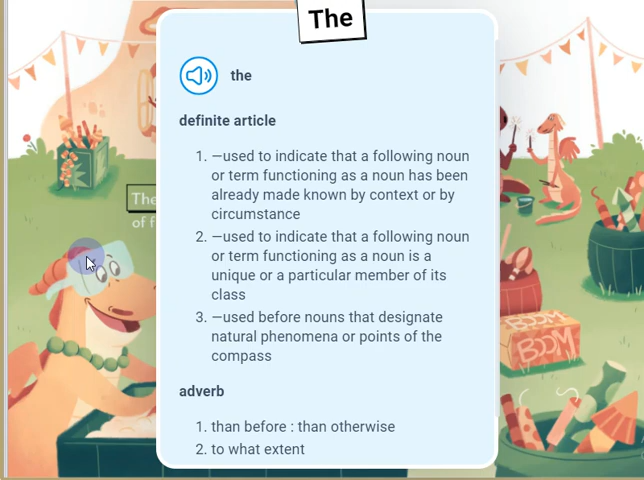 The
the
definite article
1. —used to indicate that a following noun
or term functioning as a noun has been
already made known by context or by
circumstance
2. —used to indicate that a following noun
or term functioning as a noun is a
unique or a particular member of its
class
3. —used before nouns that designate
natural phenomena or points of the
compass
adverb
1. than before : than otherwise
2. to what extent
The
of f
BOOM
BOOM